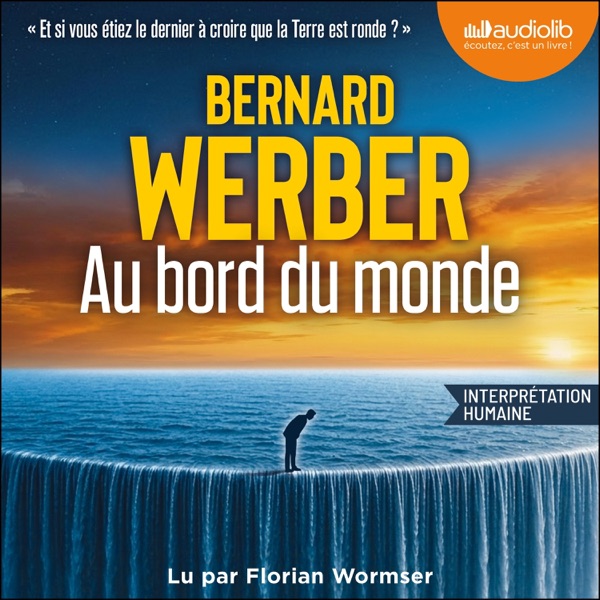 « Et si vous étiez le dernier à croire que la Terre est ronde ? »
audiolib
écoutez, c'est un livre !
BERNARD
WERBER
Au bord du monde
INTERPRÉTATION
HUMAINE
Lu par Florian Wormser